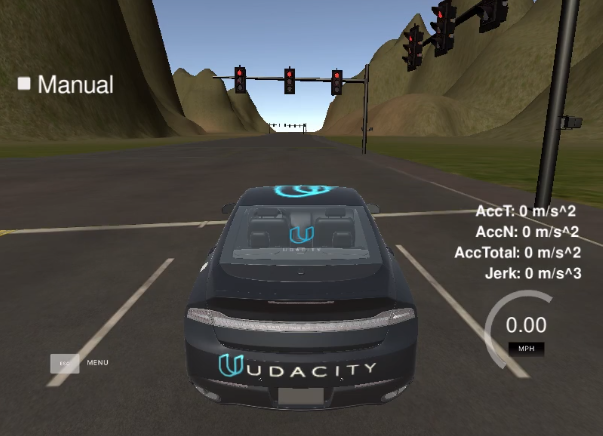 Manual
AccT: 0 m/s^2
AccN: 0 m/s^2
AccTotal: 0 m/s^2
Jerk: 0 m/s^3
0.00
MPH
MENU
UDACITY